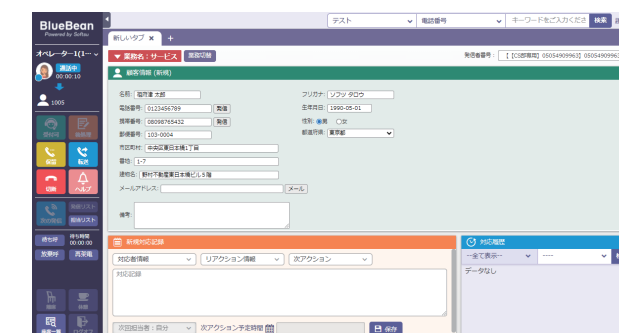 BlueBean
Powered by Softsu
テスト
電話番号
キーワードをご入力くださ
検索
新しいタブ ×
+
オペレーター1(1…
通話中
00:00:10
1005
保留
転送
切断
ヘルプ
待ち呼
待ち時間
00:00:00
放棄呼
再架電
▼ 業務名：サービス
業務切替
発信者番号：
【 [CS部専用] 05054909963] 05054909963
顧客情報 (新規)
名前:
フリガナ:
ソフツ タロウ
電話番号:
0123456789
発信
生年月日:
1990-05-01
携帯番号:
08098765432
発信
性別:
男
女
郵便番号:
103-0004
都道府県:
東京都
市区町村:
中央区東日本橋1丁目
番地:
1-7
建物名:
野村不動産東日本橋ビル5階
メールアドレス:
メール
備考:
新規対応記録
対応者情報
リアクション情報
次アクション
対応記録
次回担当者：自分
次アクション予定時間
保存
対応履歴
--全て表示--
----
データなし